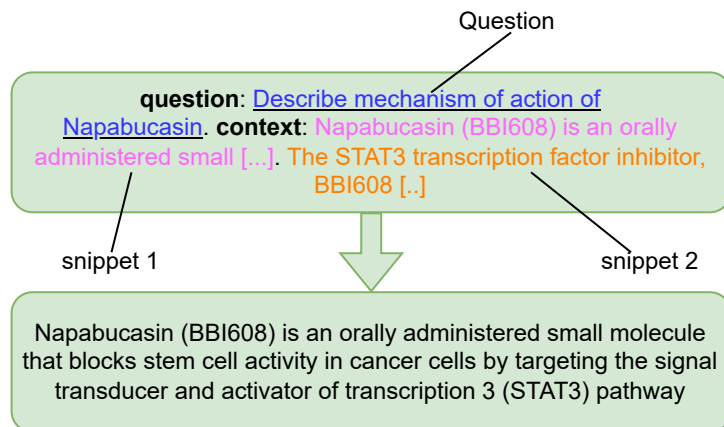 Question
question: Describe mechanism of action of
Napabucasin. context: Napabucasin (BBI608) is an orally
administered small [...]. The STAT3 transcription factor inhibitor,
BBI608 [..]
snippet 1
snippet 2
Napabucasin (BBI608) is an orally administered small molecule
that blocks stem cell activity in cancer cells by targeting the signal
transducer and activator of transcription 3 (STAT3) pathway